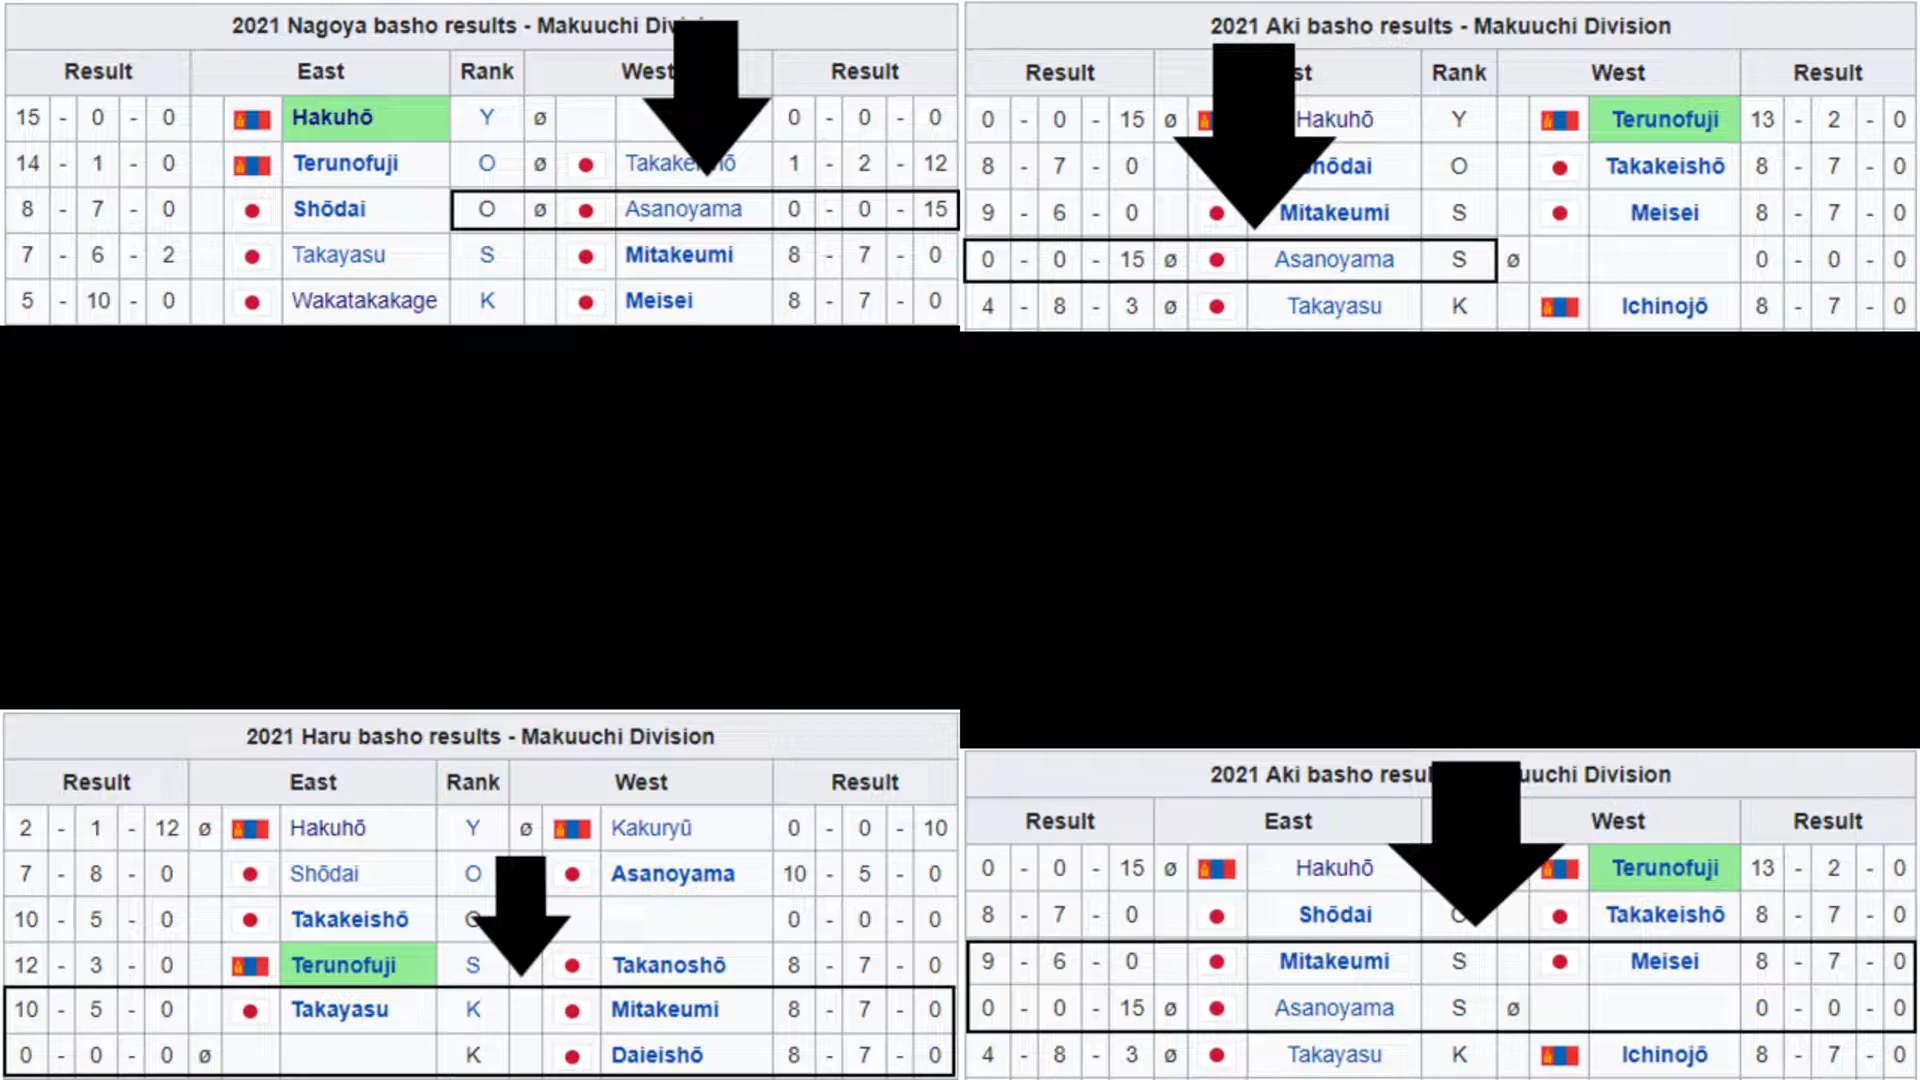 2021 Nagoya basho results - Makuuchi
Result East Rank West Result
15 - 0 - 0 Hakuhō Y ø 0 - 0 - 0
14 - 1 - 0 Terunofuji O ø 1 - 2 - 12
8 - 7 - 0 Shōdai O ø Asanoyama 0 - 0 - 15
7 - 6 - 2 Takayasu S Mitakeumi 8 - 7 - 0
5 - 10 - 0 Wakatakakage K Meisei 8 - 7 - 0
2021 Aki basho results - Makuuchi Division
Result Rank West Result
0 - 0 - 15 ø Hakuhō Y Terunofuji 13 - 2 - 0
8 - 7 - 0 Shōdai O Takakeishō 8 - 7 - 0
9 - 6 - 0 Mitakeumi S Meisei 8 - 7 - 0
0 - 0 - 15 ø Asanoyama S ø 0 - 0 - 0
4 - 8 - 3 ø Takayasu K Ichinojō 8 - 7 - 0
2021 Haru basho results - Makuuchi Division
Result East Rank West Result
2 - 1 - 12 ø Hakuhō Y ø Kakuryū 0 - 0 - 10
7 - 8 - 0 Shōdai O Asanoyama 10 - 5 - 0
10 - 5 - 0 Takakeishō O 0 - 0 - 0
12 - 3 - 0 Terunofuji S Takanoshō 8 - 7 - 0
10 - 5 - 0 Takayasu K Mitakeumi 8 - 7 - 0
0 - 0 - 0 ø K Daieishō 8 - 7 - 0
2021 Aki basho Division
Result East West Result
0 - 0 - 15 ø Hakuhō Terunofuji 13 - 2 - 0
8 - 7 - 0 Shōdai O Takakeishō 8 - 7 - 0
9 - 6 - 0 Mitakeumi S Meisei 8 - 7 - 0
0 - 0 - 15 ø Asanoyama S ø 0 - 0 - 0
4 - 8 - 3 ø Takayasu K Ichinojō 8 - 7 - 0